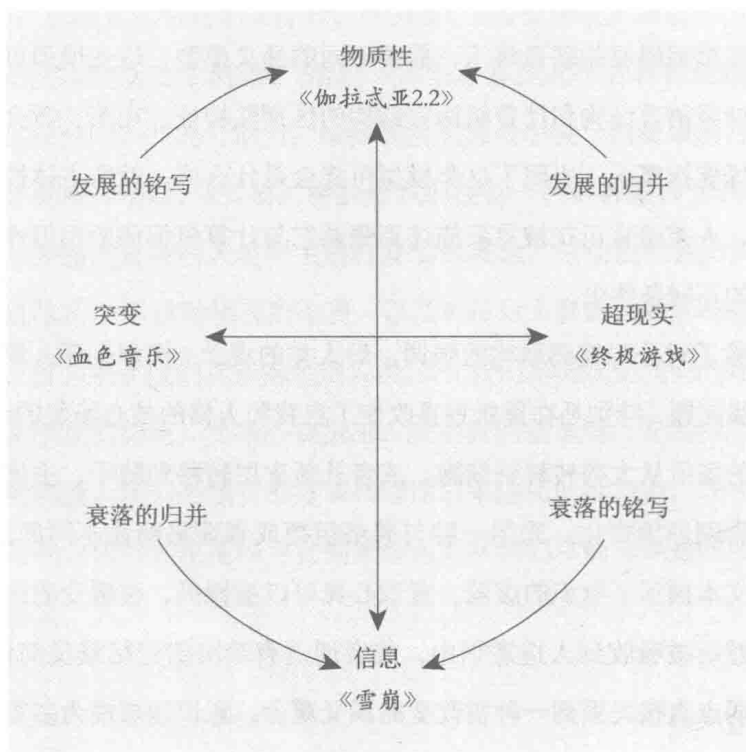 物质性
《伽拉忒亚2.2》
发展的铭写
发展的归并
突变
《血色音乐》
超现实
《终极游戏》
衰落的归并
衰落的铭写
信息
《雪崩》